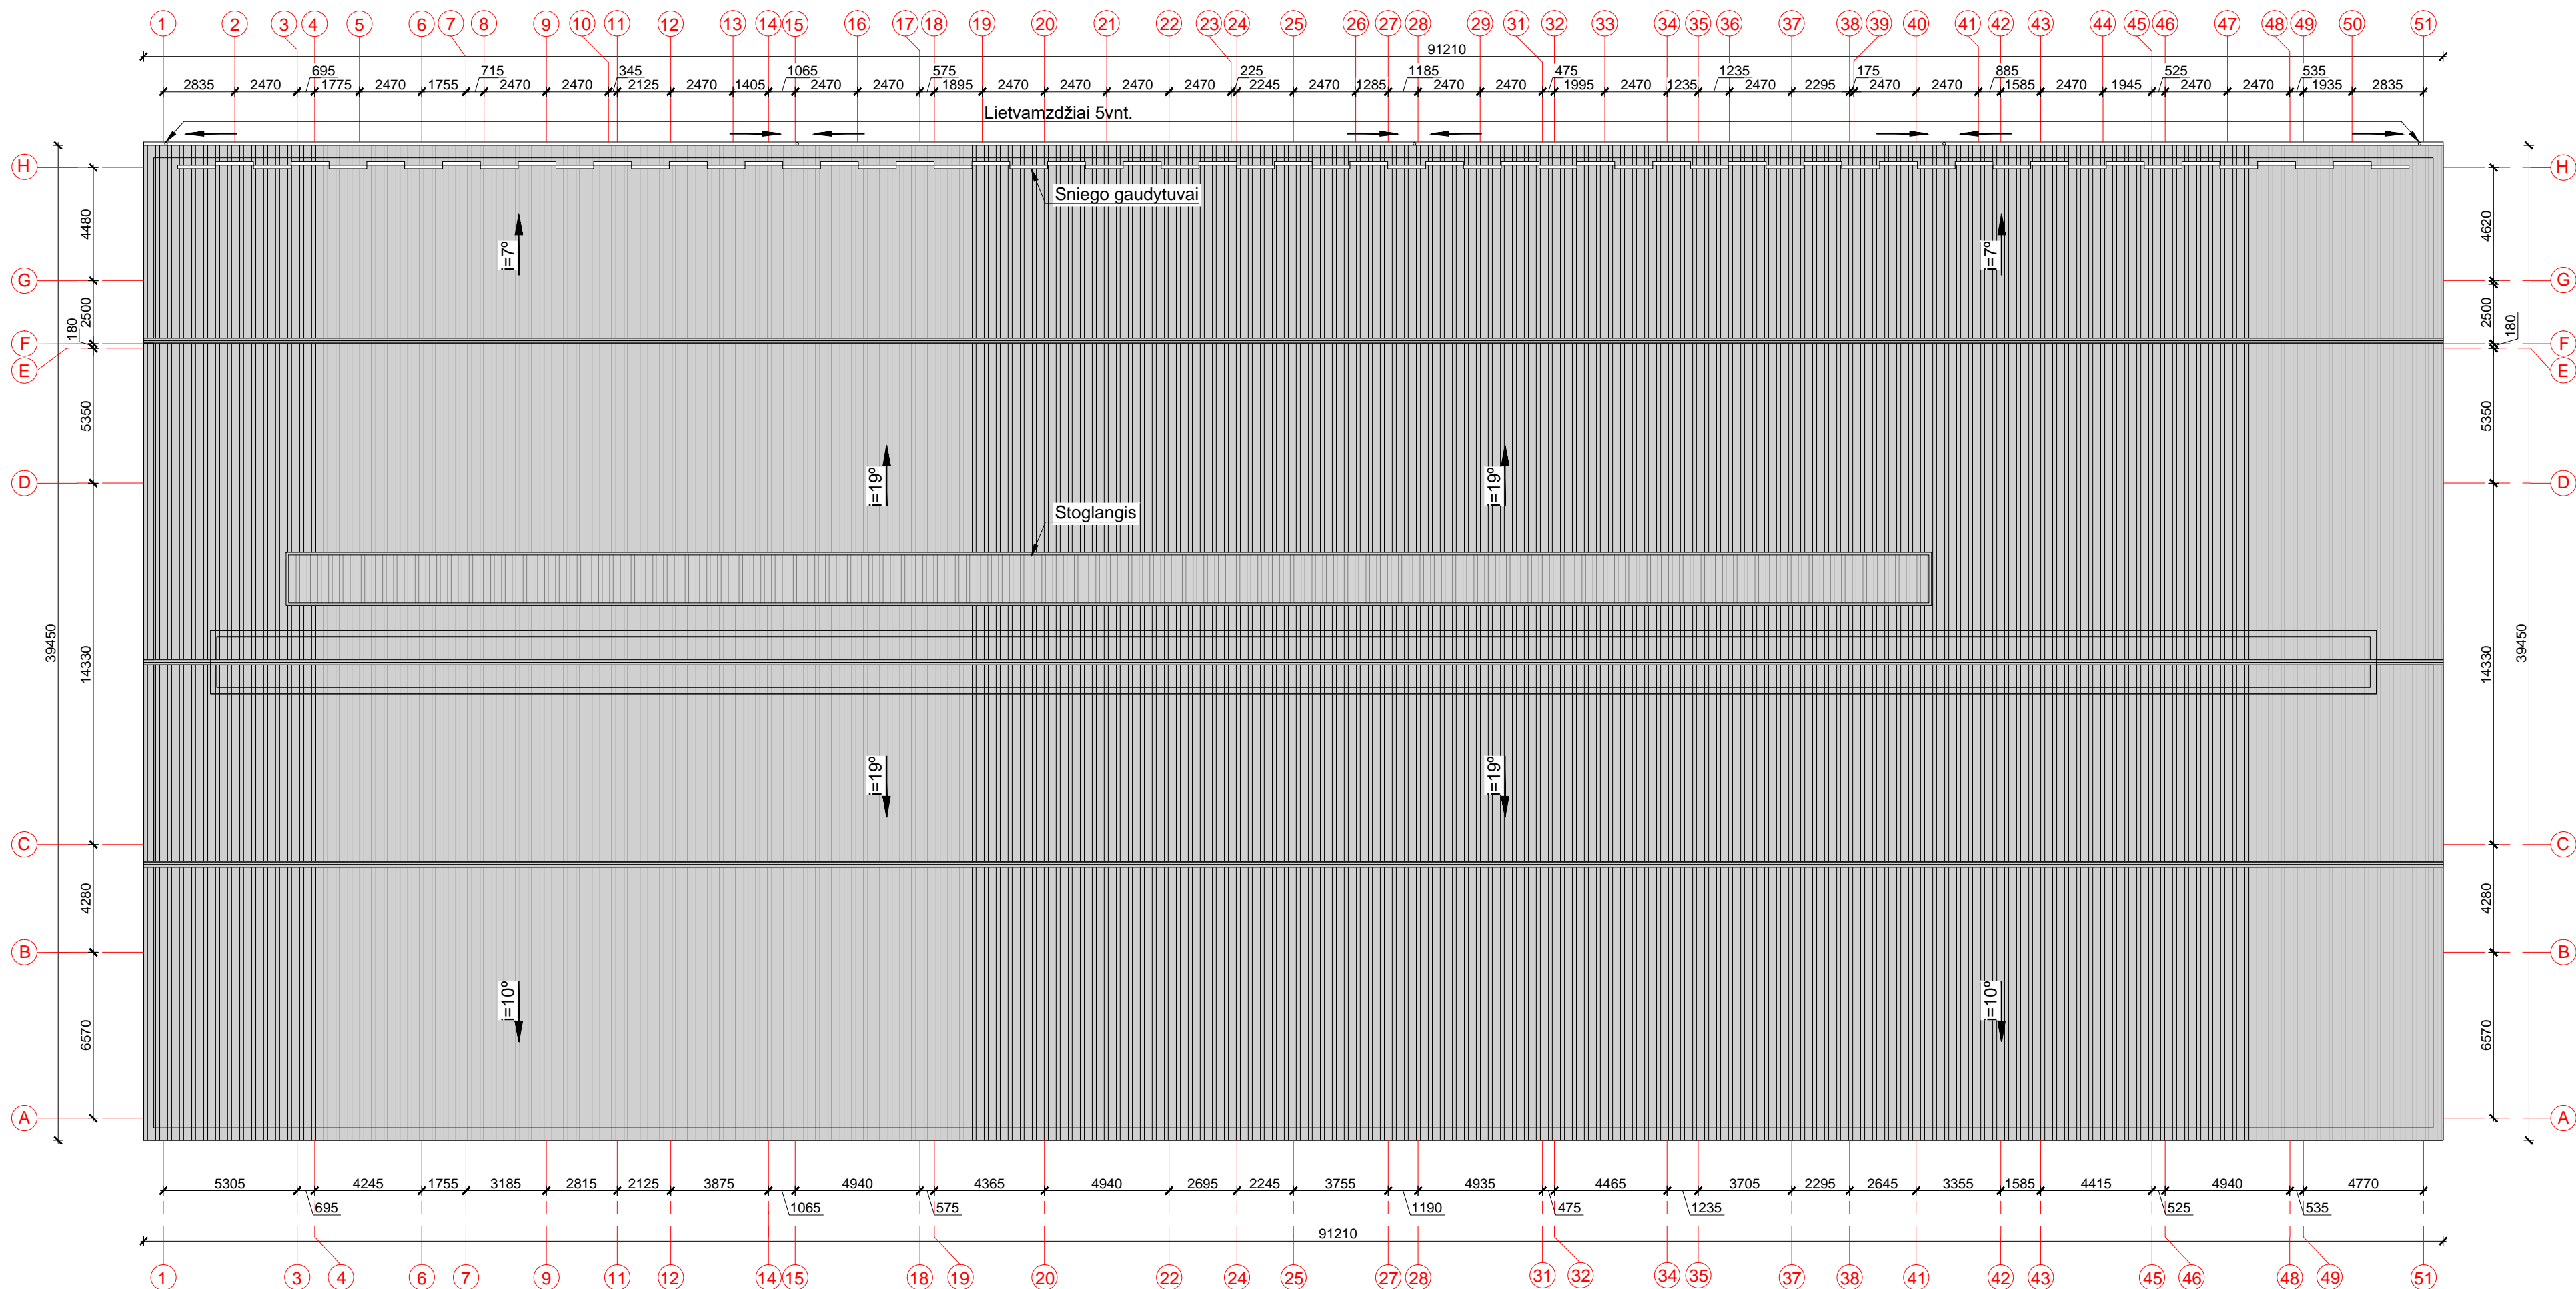 1 2 3 4 5 6 7 8 9 10 11 12 13 14 15 16 17 18 19 20 21 22 23 24 25 26 27 28 29 31 32 33 34 35 36 37 38 39 40 41 42 43 44 45 46 47 48 49 50 51
91210
695 715 345 1065 575 225 1185 475 1235 175 885 525 535
2835 2470 1775 2470 1755 2470 2470 2125 2470 1405 2470 2470 1895 2470 2470 2470 2470 2245 2470 1285 2470 2470 1995 2470 1235 2470 2295 2470 2470 1585 2470 1945 2470 2470 1935 2835
Lietvamzdžiai 5vnt.
H H
Sniego gaudytuvai
4480 4620
i=7º i=7º
G G
2500 2500
180 180
F F
E E
5350 5350
D D
i=19º i=19º
Stoglangis
39450 39450
14330 14330
i=19º i=19º
C C
4280 4280
B B
i=10º i=10º
6570 6570
A A
5305 4245 1755 3185 2815 2125 3875 4940 4365 4940 2695 2245 3755 4935 4465 3705 2295 2645 3355 1585 4415 4940 4770
695 1065 575 1190 475 1235 525 535
91210
1 3 4 6 7 9 11 12 14 15 18 19 20 22 24 25 27 28 31 32 34 35 37 38 41 42 43 45 46 48 49 51